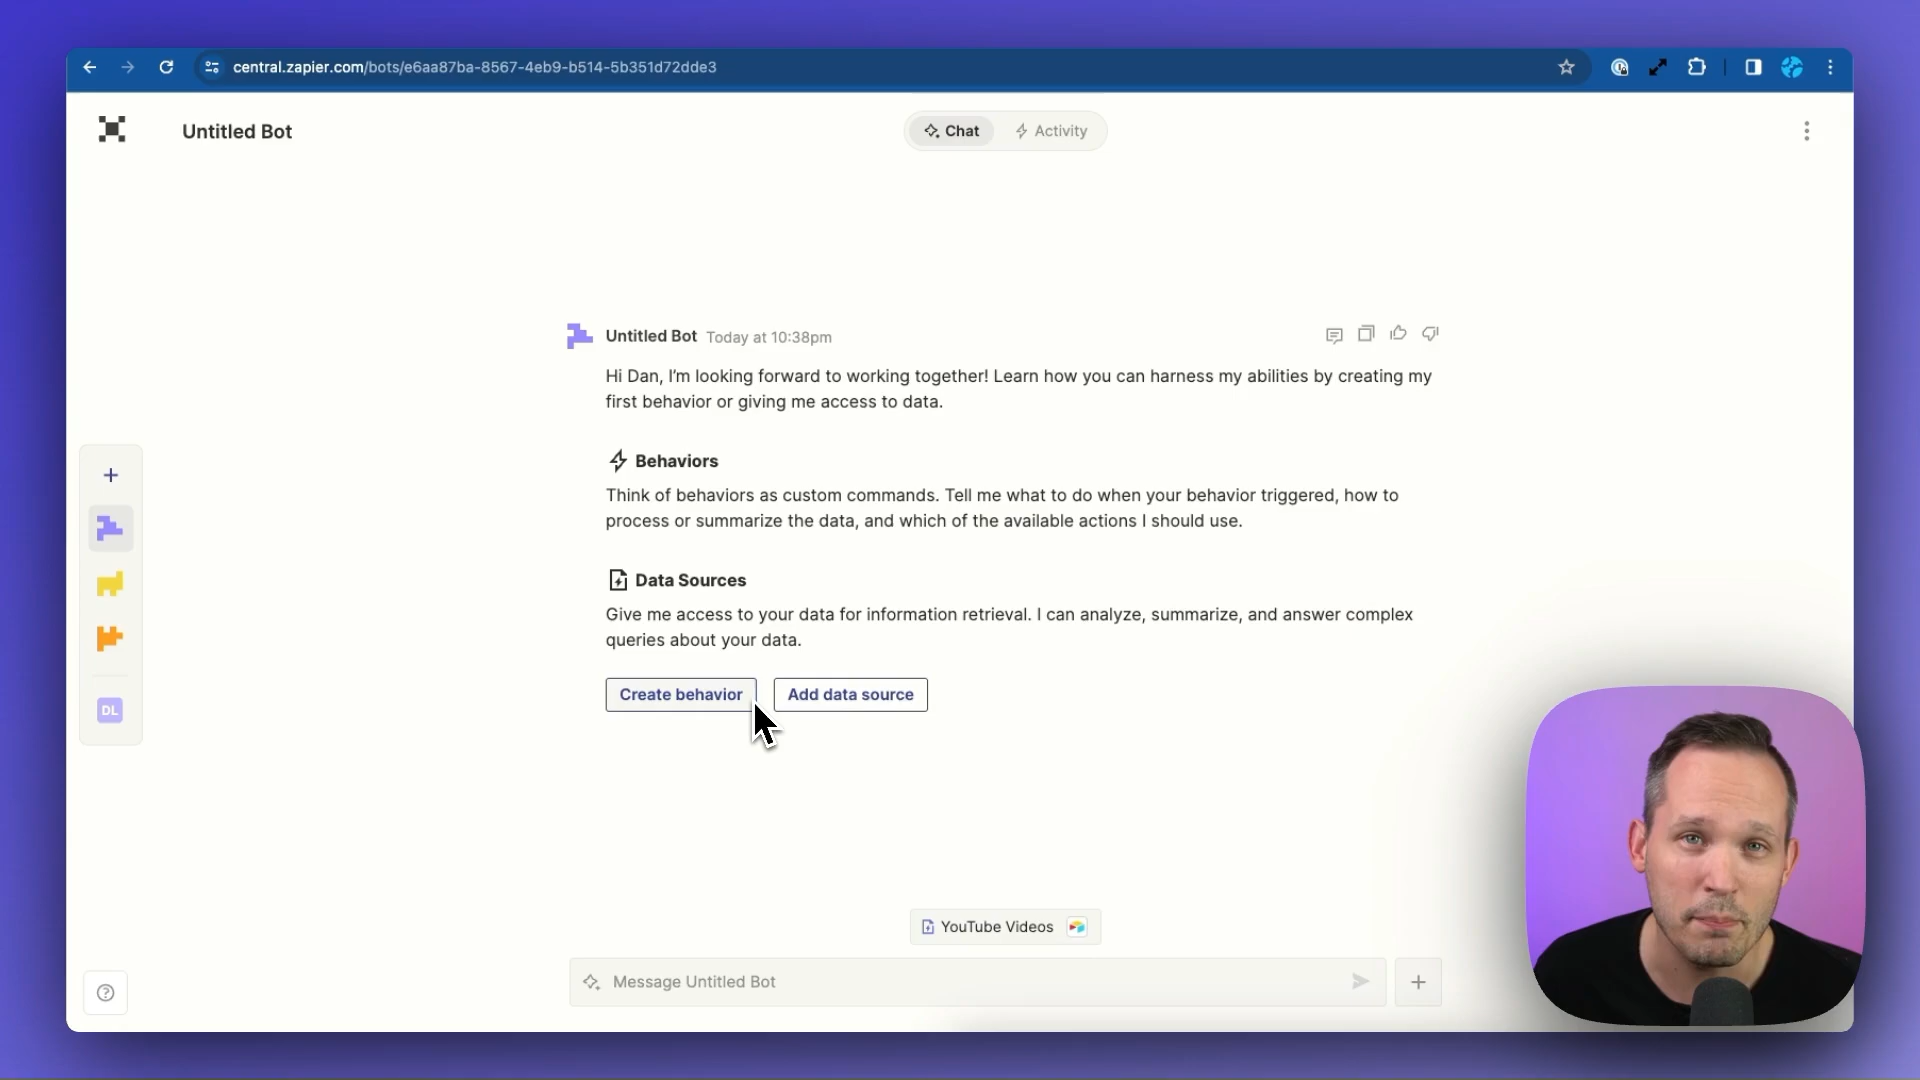 central.zapier.com/bots/e6aa87ba-8567-4eb9-b514-5b351d72dde3
Untitled Bot
Chat
Activity
Untitled Bot Today at 10:38pm
Hi Dan, I'm looking forward to working together! Learn how you can harness my abilities by creating my
first behavior or giving me access to data.
Behaviors
Think of behaviors as custom commands. Tell me what to do when your behavior triggered, how to
process or summarize the data, and which of the available actions I should use.
Data Sources
Give me access to your data for information retrieval. I can analyze, summarize, and answer complex
queries about your data.
Create behavior
Add data source
DL
YouTube Videos
Message Untitled Bot